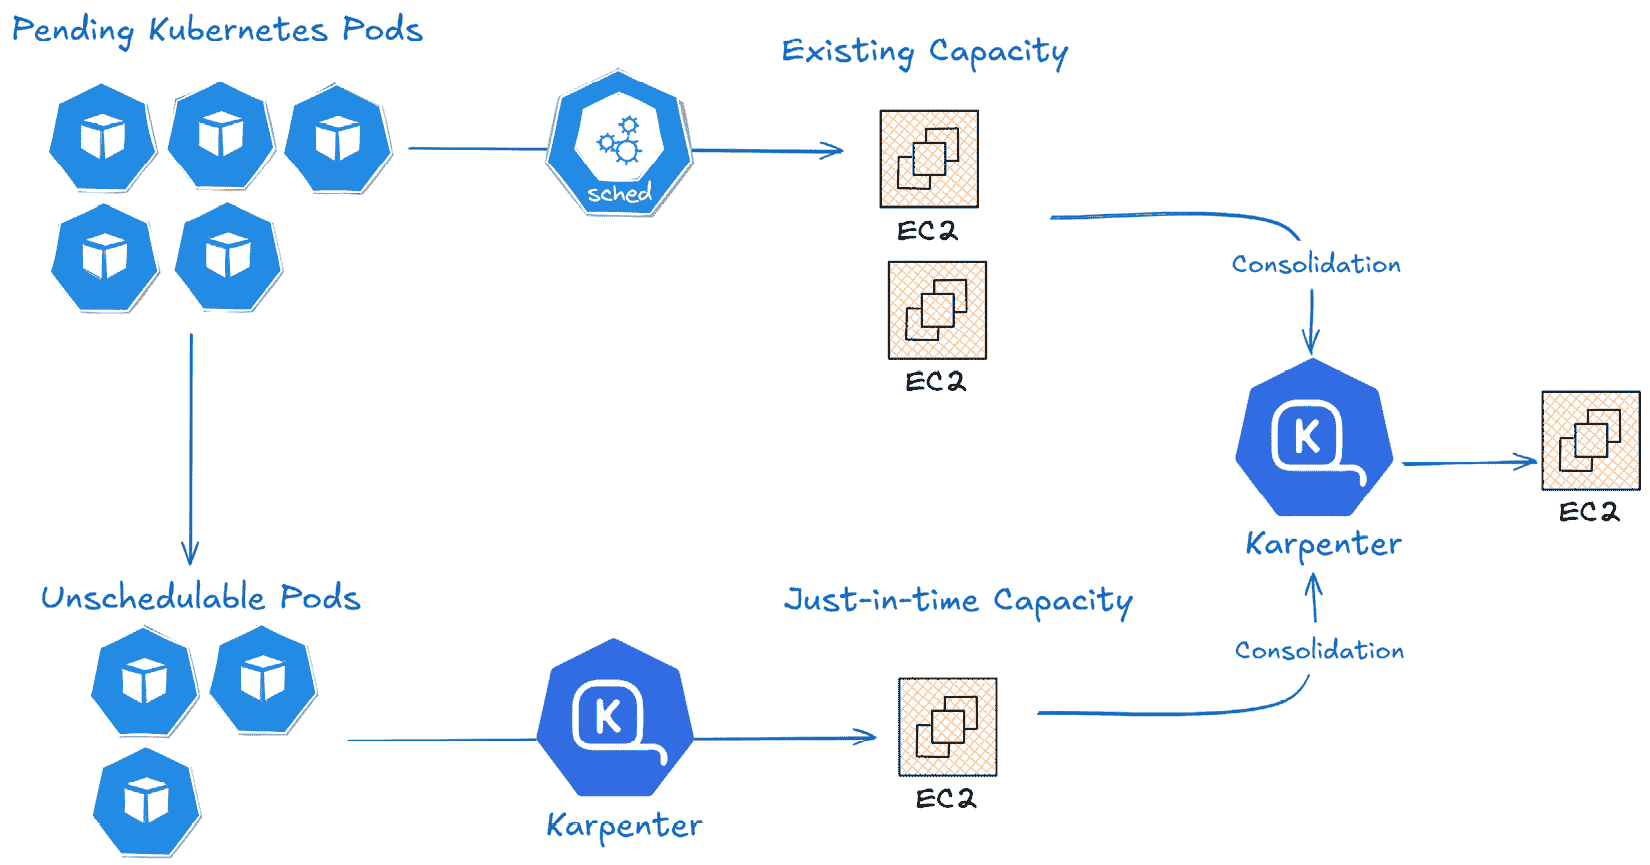 Pending Kubernetes Pods
Existing Capacity
sched
EC2
Consolidation
EC2
K
EC2
Karpenter
Unschedulable Pods
Just-in-time Capacity
Consolidation
K
EC2
Karpenter